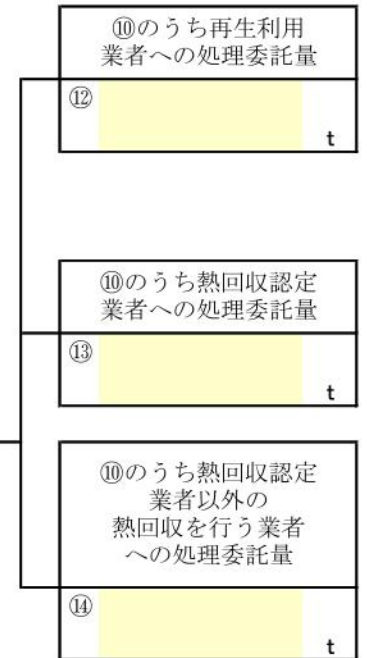 ⑩のうち再生利用
業者への処理委託量
⑫
t
⑩のうち熱回収認定
業者への処理委託量
⑬
t
⑩のうち熱回収認定
業者以外の
熱回収を行う業者
への処理委託量
⑭
t